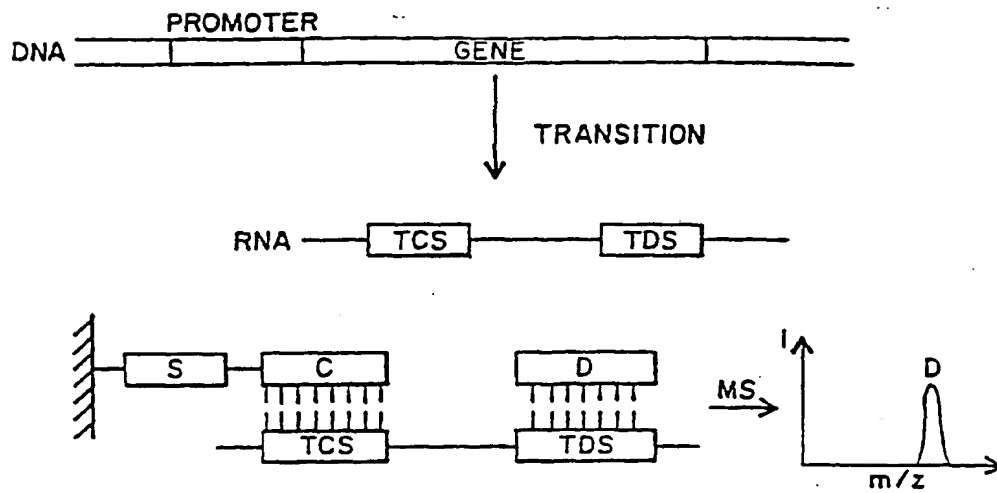 PROMOTER
DNA GENE
TRANSITION
RNA TCS TDS
S C D
MS
TCS TDS
i
D
m/z